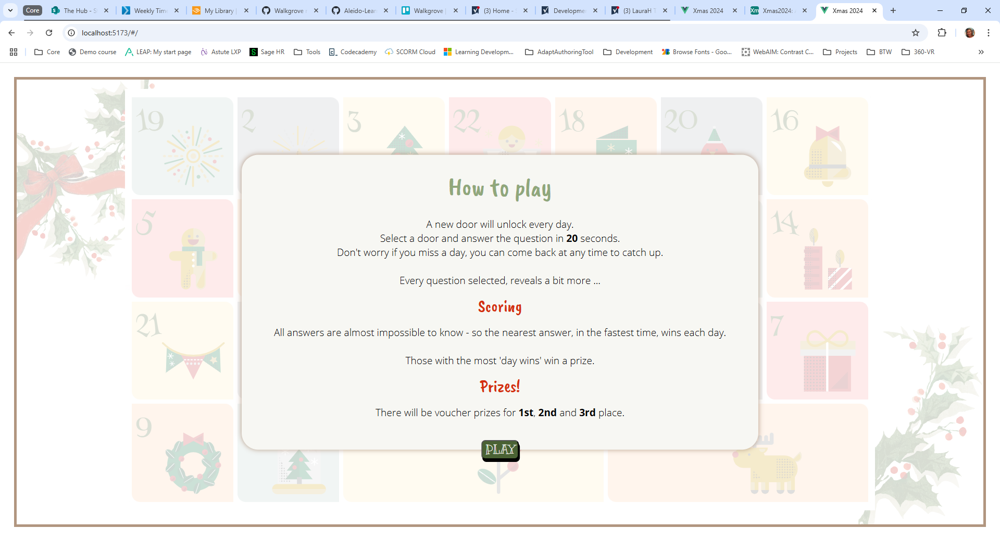 Core
The Hub - S
Weekly Time
My Library |
Walkgrove
Aleido-Lear
Walkgrove |
(3) Home -
Developme
(3) LauraH T
Xmas 2024
Xmas2024:
Xmas 2024
localhost:5173/#/
Core
Demo course
LEAP: My start page
Astute LXP
Sage HR
Tools
Codecademy
SCORM Cloud
Learning Developm...
AdaptAuthoringTool
Development
Browse Fonts - Goo...
WebAIM: Contrast C...
Projects
BTW
360-VR
19
2
3
22
18
20
16
How to play
A new door will unlock every day.
Select a door and answer the question in 20 seconds.
Don't worry if you miss a day, you can come back at any time to catch up.
Every question selected, reveals a bit more ...
5
14
Scoring
All answers are almost impossible to know - so the nearest answer, in the fastest time, wins each day.
Those with the most 'day wins' win a prize.
21
7
Prizes!
There will be voucher prizes for 1st, 2nd and 3rd place.
9
PLAY